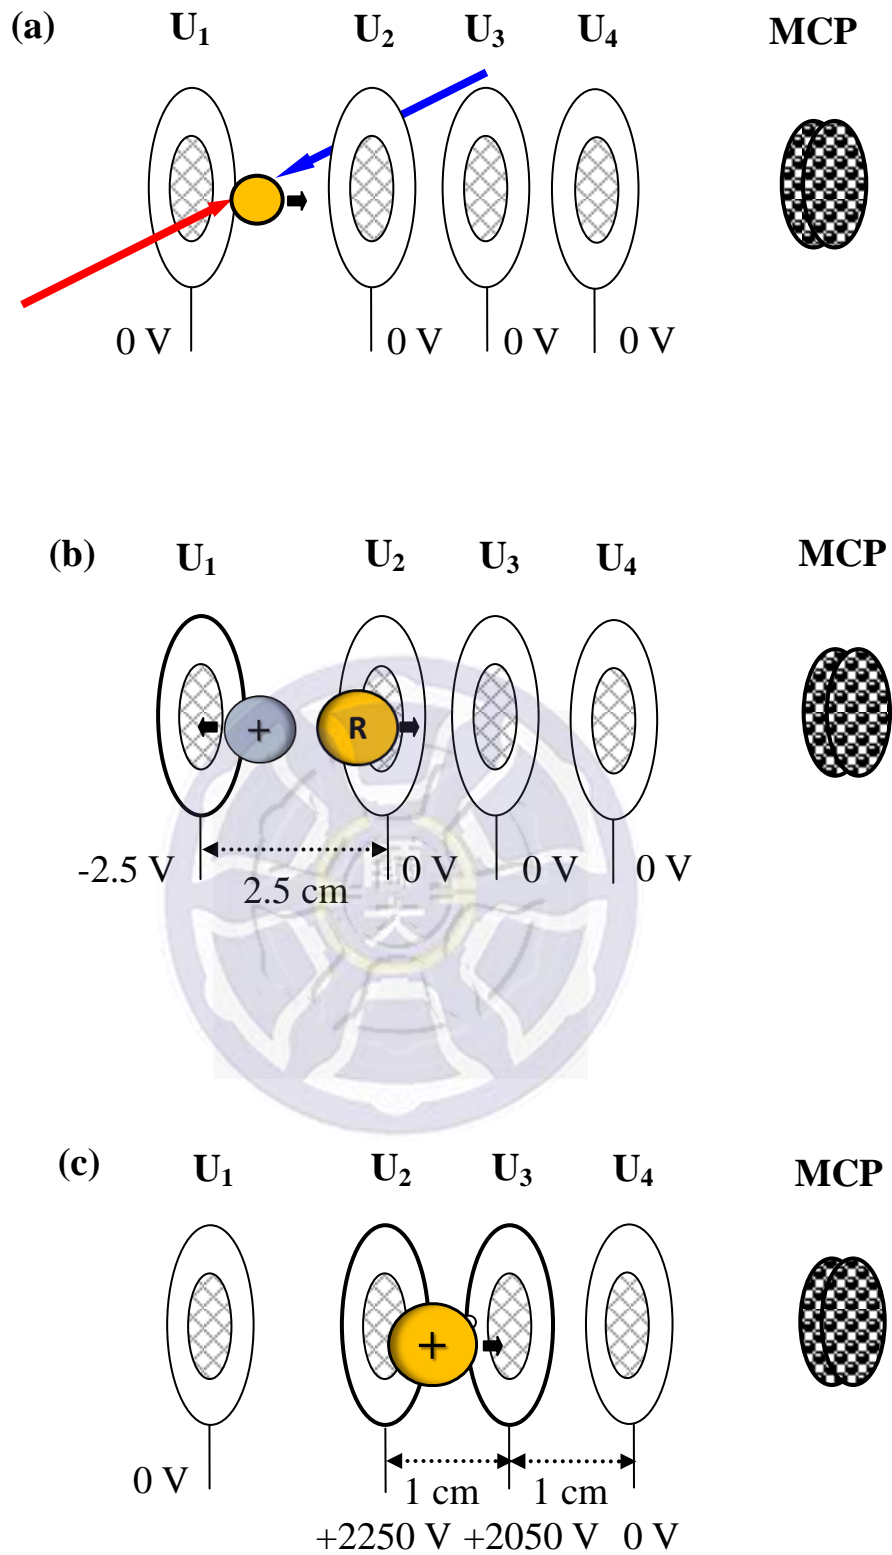 (a) U₁ U₂ U₃ U₄ MCP
0 V 0 V 0 V 0 V
(b) U₁ U₂ U₃ U₄ MCP
+ R
-2.5 V 0 V 0 V 0 V
2.5 cm
(c) U₁ U₂ U₃ U₄ MCP
+
0 V
1 cm 1 cm
+2250 V +2050 V 0 V